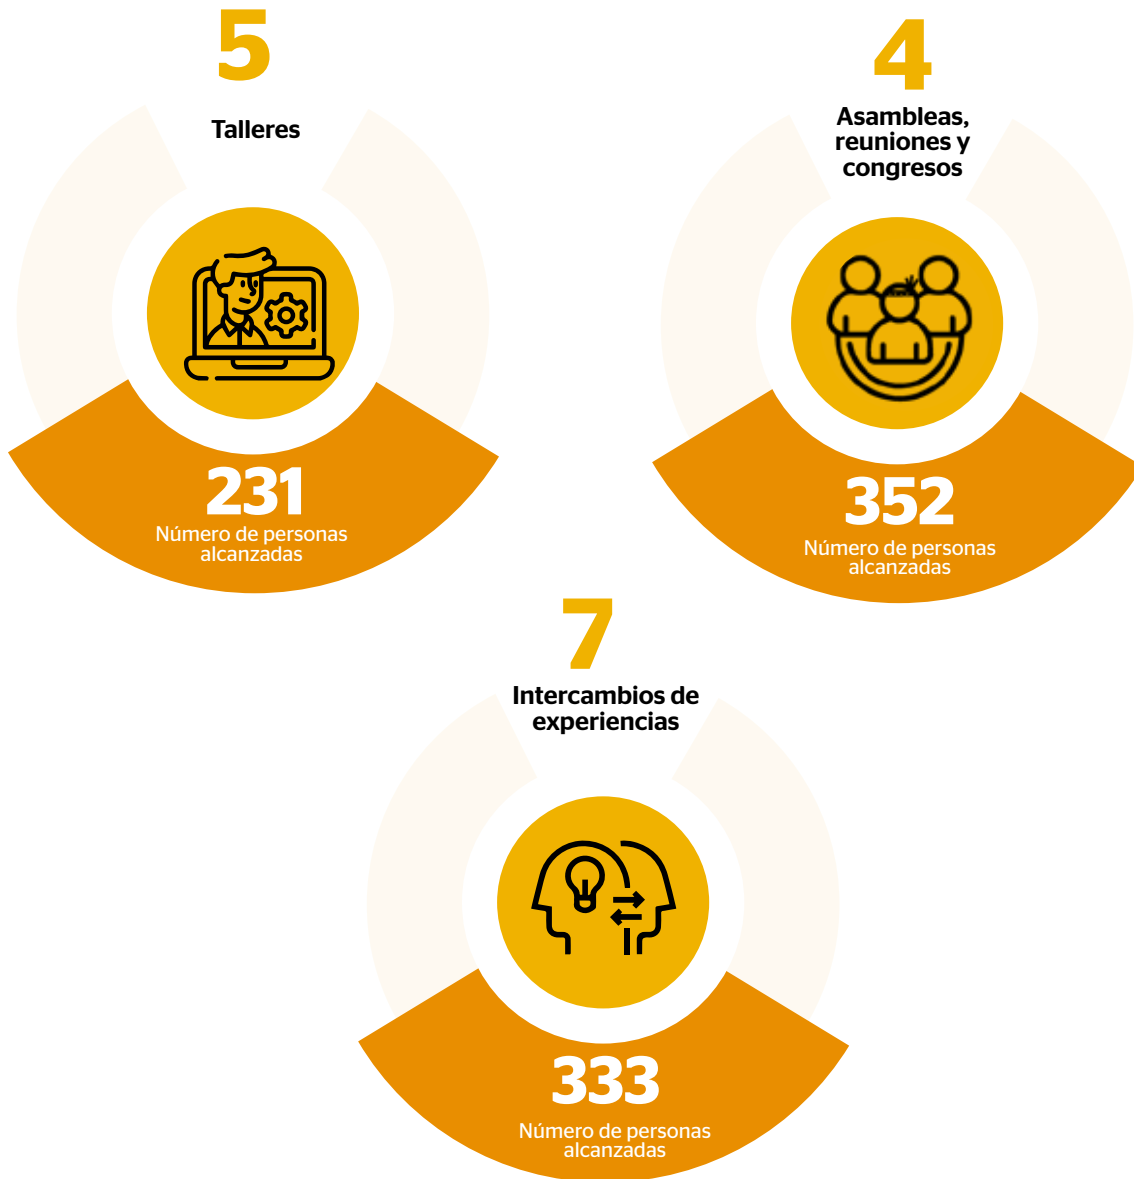 5
Talleres
231
Número de personas
alcanzadas
4
Asambleas,
reuniones y
congresos
352
Número de personas
alcanzadas
7
Intercambios de
experiencias
333
Número de personas
alcanzadas